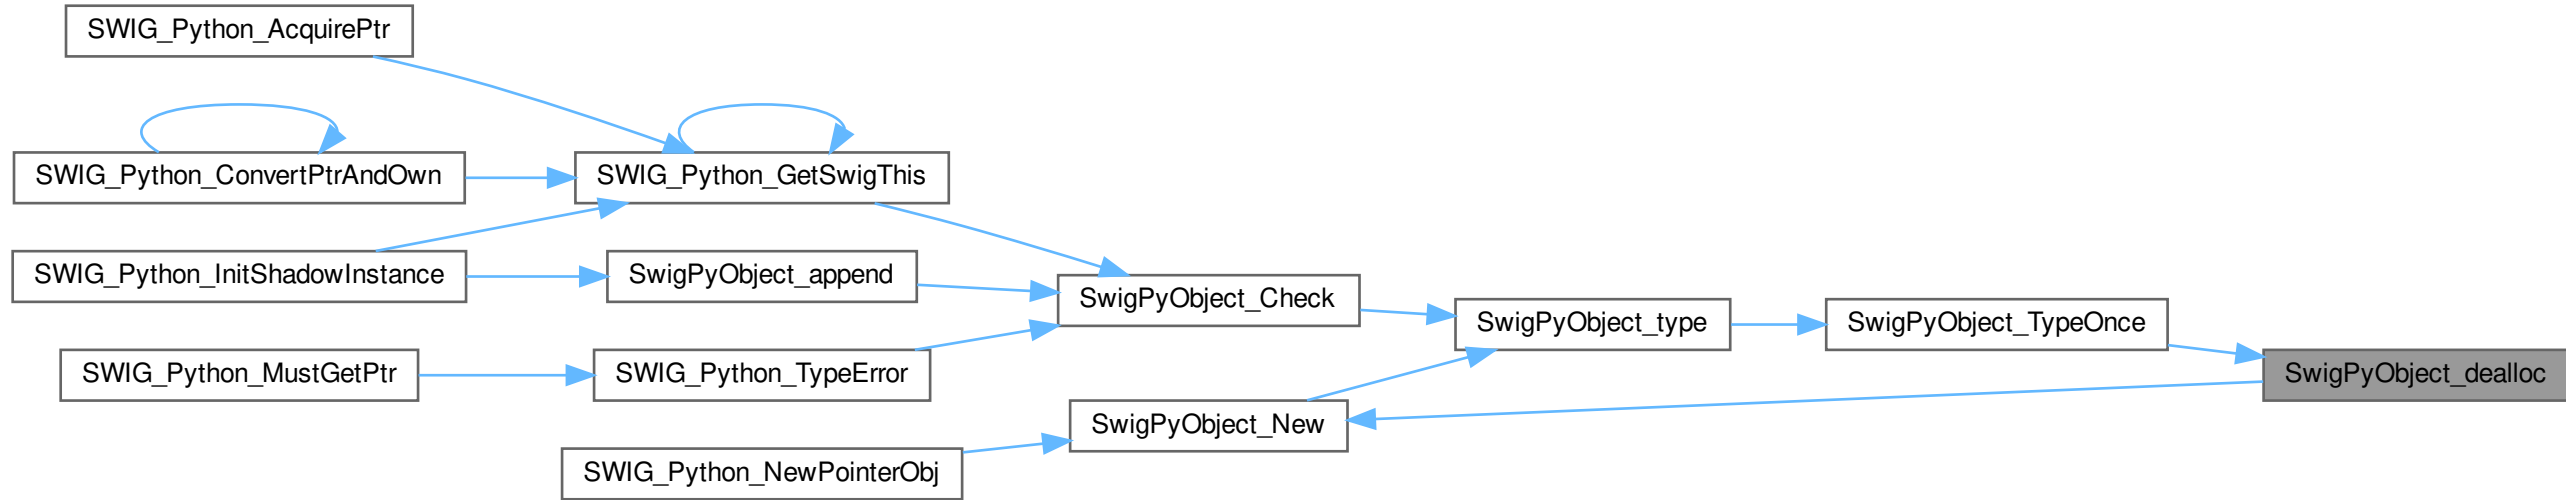 SWIG_Python_AcquirePtr
SWIG_Python_ConvertPtrAndOwn
SWIG_Python_GetSwigThis
SWIG_Python_InitShadowInstance
SwigPyObject_append
SwigPyObject_Check
SwigPyObject_type
SwigPyObject_TypeOnce
SWIG_Python_MustGetPtr
SWIG_Python_TypeError
SwigPyObject_dealloc
SwigPyObject_New
SWIG_Python_NewPointerObj